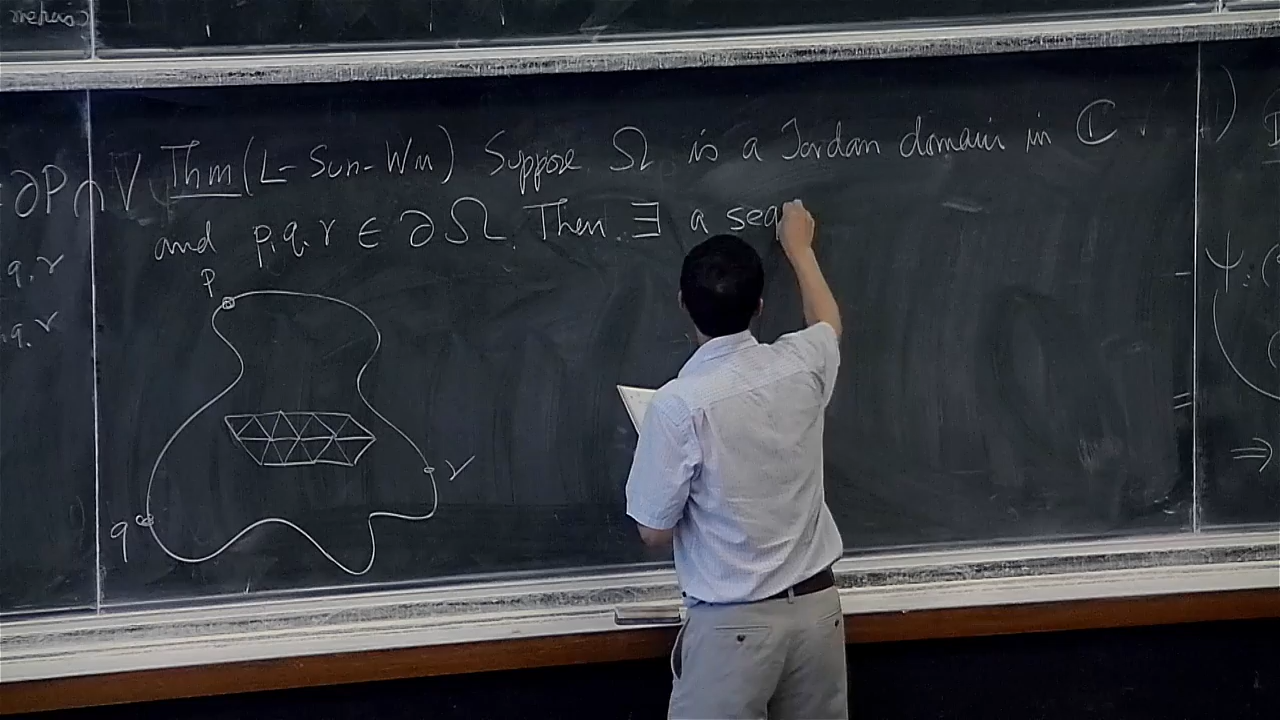 ∂P∩V
q,r
q,r
Thm (L-Sun-Wu) Suppose Ω is a Jordan domain in ℂ.
and p,q,r ∈ ∂Ω. Then ∃ a seq
p
r
q
ψ: (
=
⇒